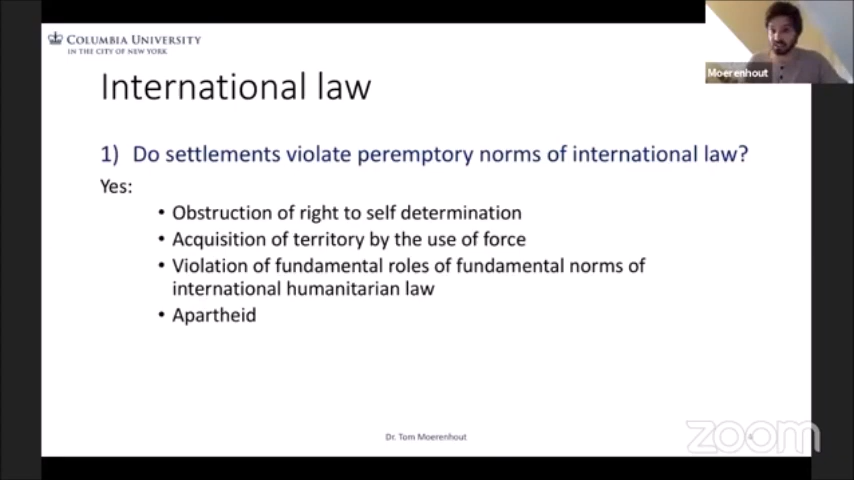 COLUMBIA UNIVERSITY
IN THE CITY OF NEW YORK
Moerenhout
International law
1) Do settlements violate peremptory norms of international law?
Yes:
• Obstruction of right to self determination
• Acquisition of territory by the use of force
• Violation of fundamental roles of fundamental norms of
international humanitarian law
• Apartheid
Dr. Tom Moerenhout
zoom